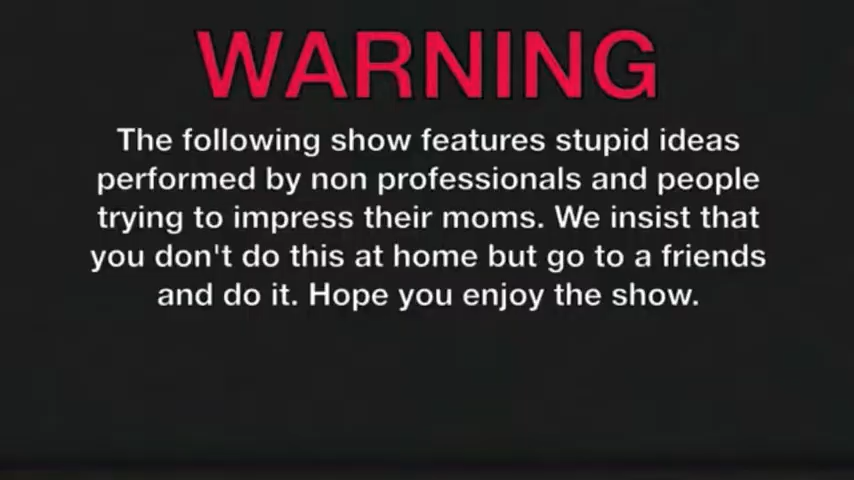 WARNING
The following show features stupid ideas
performed by non professionals and people
trying to impress their moms. We insist that
you don't do this at home but go to a friends
and do it. Hope you enjoy the show.